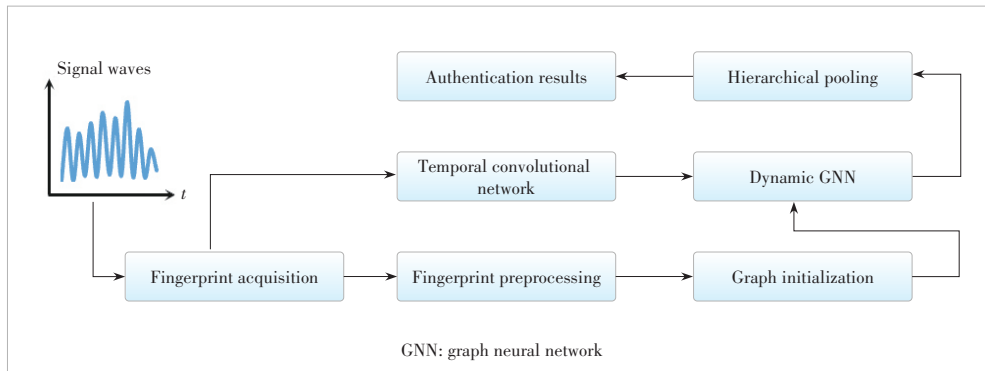 Signal waves
t
Authentication results
Hierarchical pooling
Temporal convolutional
network
Dynamic GNN
Fingerprint acquisition
Fingerprint preprocessing
Graph initialization
GNN: graph neural network